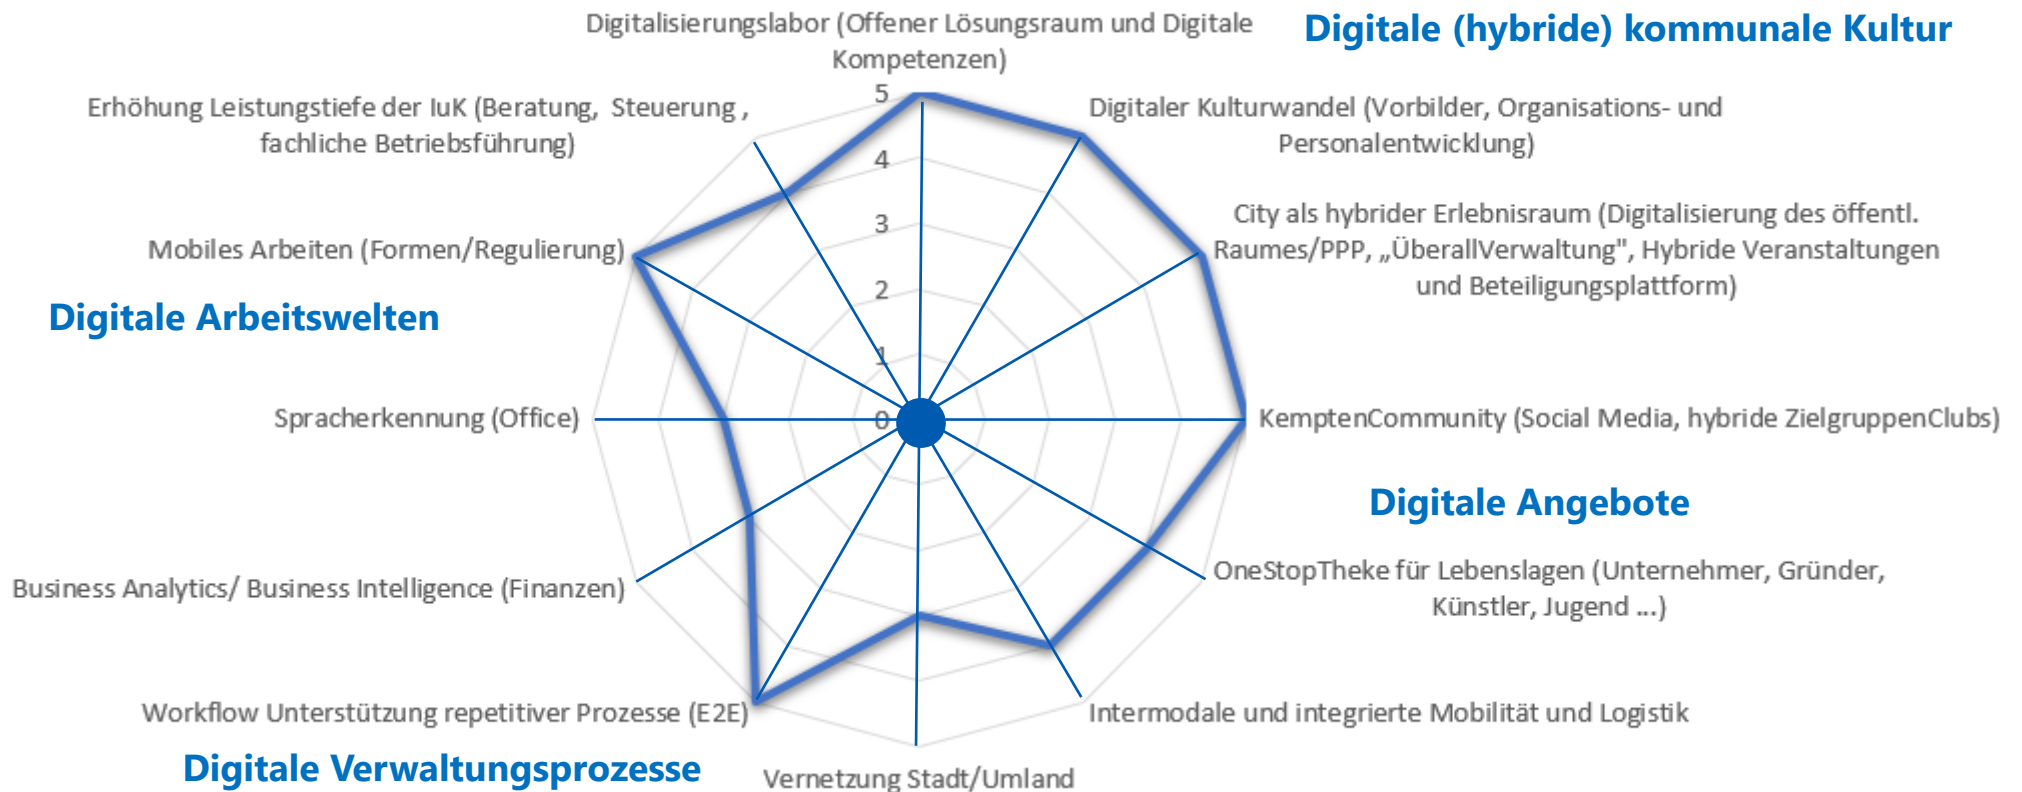 Digitalisierungslabor (Offener Lösungsraum und Digitale
Kompetenzen)
Digitale (hybride) kommunale Kultur
Digitaler Kulturwandel (Vorbilder, Organisations- und
Personalentwicklung)
City als hybrider Erlebnisraum (Digitalisierung des öffentl.
Raumes/PPP, „ÜberallVerwaltung", Hybride Veranstaltungen
und Beteiligungsplattform)
KemptenCommunity (Social Media, hybride ZielgruppenClubs)
Digitale Angebote
OneStopTheke für Lebenslagen (Unternehmer, Gründer,
Künstler, Jugend ...)
Intermodale und integrierte Mobilität und Logistik
Vernetzung Stadt/Umland
Digitale Verwaltungsprozesse
Workflow Unterstützung repetitiver Prozesse (E2E)
Business Analytics/ Business Intelligence (Finanzen)
Spracherkennung (Office)
Digitale Arbeitswelten
Mobiles Arbeiten (Formen/Regulierung)
Erhöhung Leistungstiefe der IuK (Beratung, Steuerung ,
fachliche Betriebsführung)
5
4
3
2
1
0